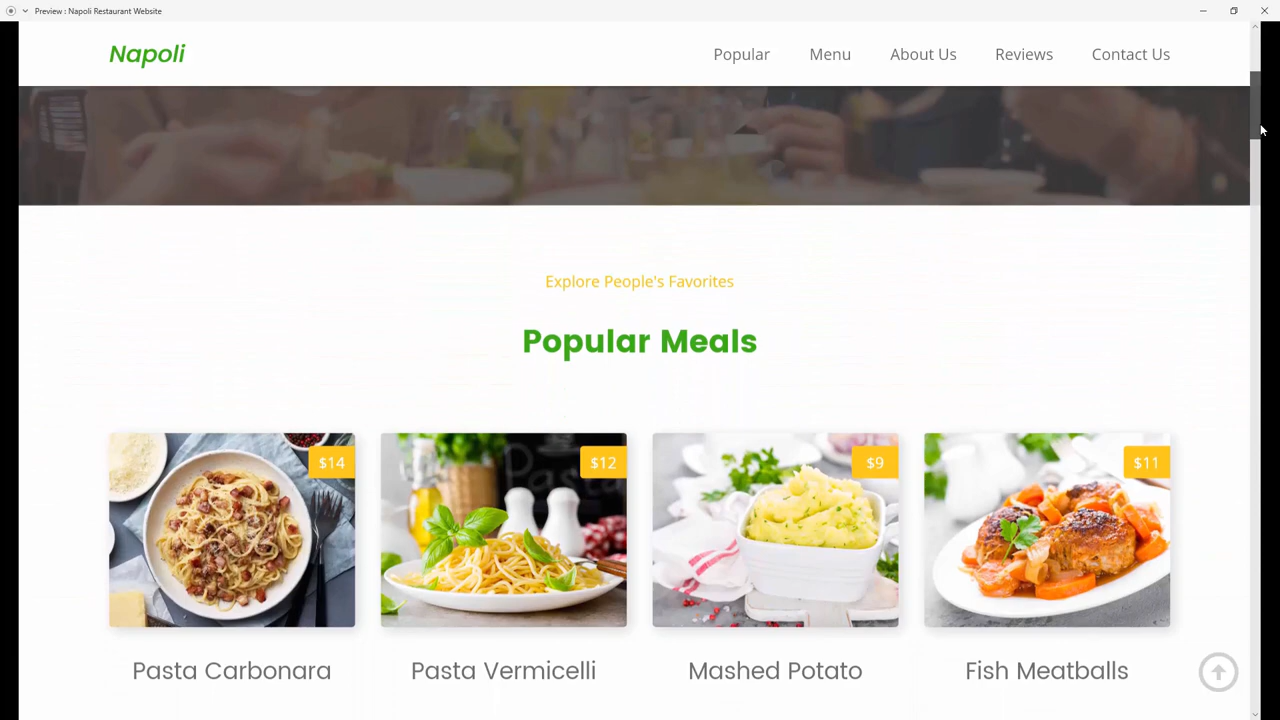 Preview : Napoli Restaurant Website
Napoli
Popular
Menu
About Us
Reviews
Contact Us
Explore People's Favorites
Popular Meals
$14
$12
$9
$11
Pasta Carbonara
Pasta Vermicelli
Mashed Potato
Fish Meatballs